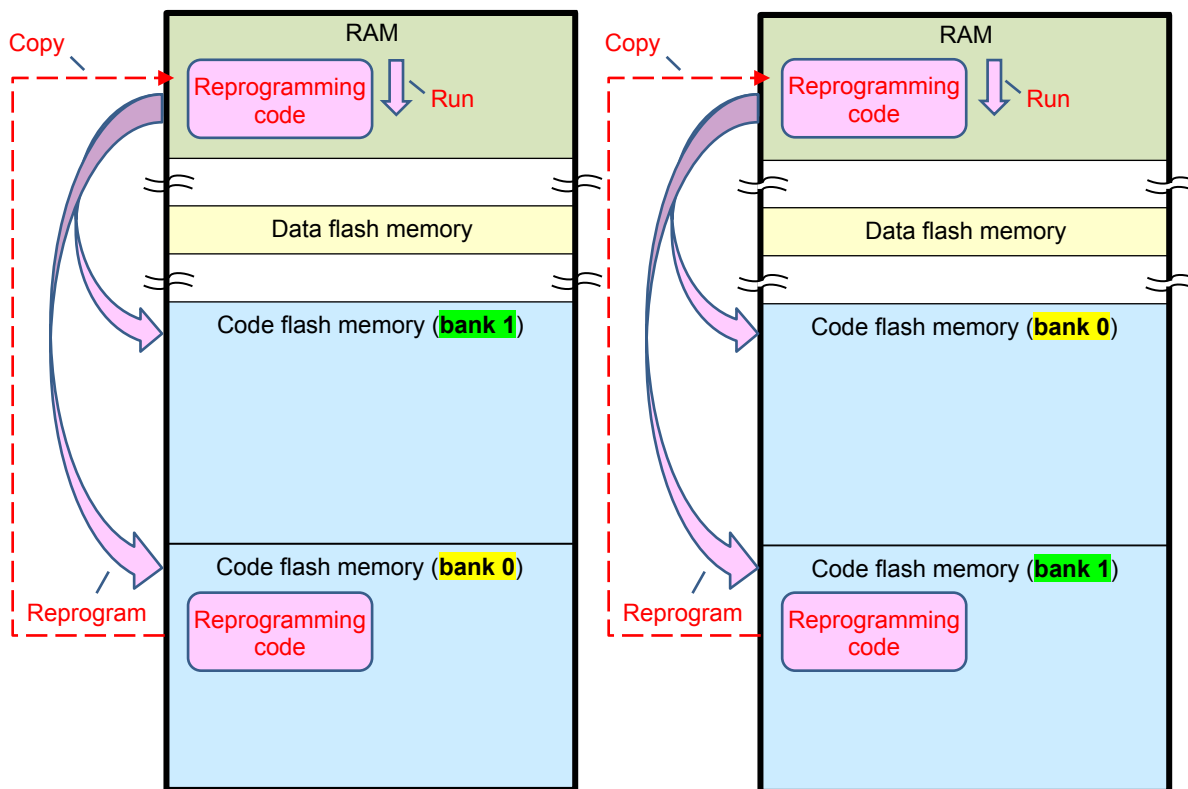 RAM
Copy
Reprogramming
code
Run
Data flash memory
Code flash memory (bank 1)
Code flash memory (bank 0)
Reprogram
Reprogramming
code
RAM
Copy
Reprogramming
code
Run
Data flash memory
Code flash memory (bank 0)
Code flash memory (bank 1)
Reprogram
Reprogramming
code